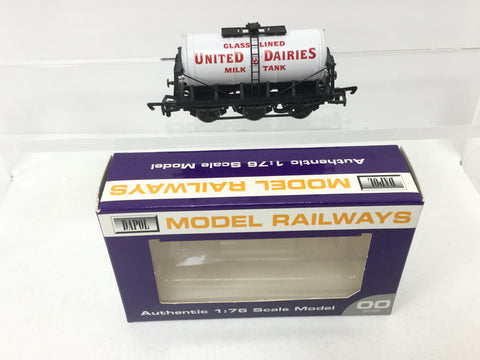 GLASS LINED
UNITED DAIRIES
MILK TANK
Authentic 1:76 Scale Model
MODEL RAILWAYS
DAPOL
DAPOL
MODEL RAILWAYS
Authentic 1:76 Scale Model
OO